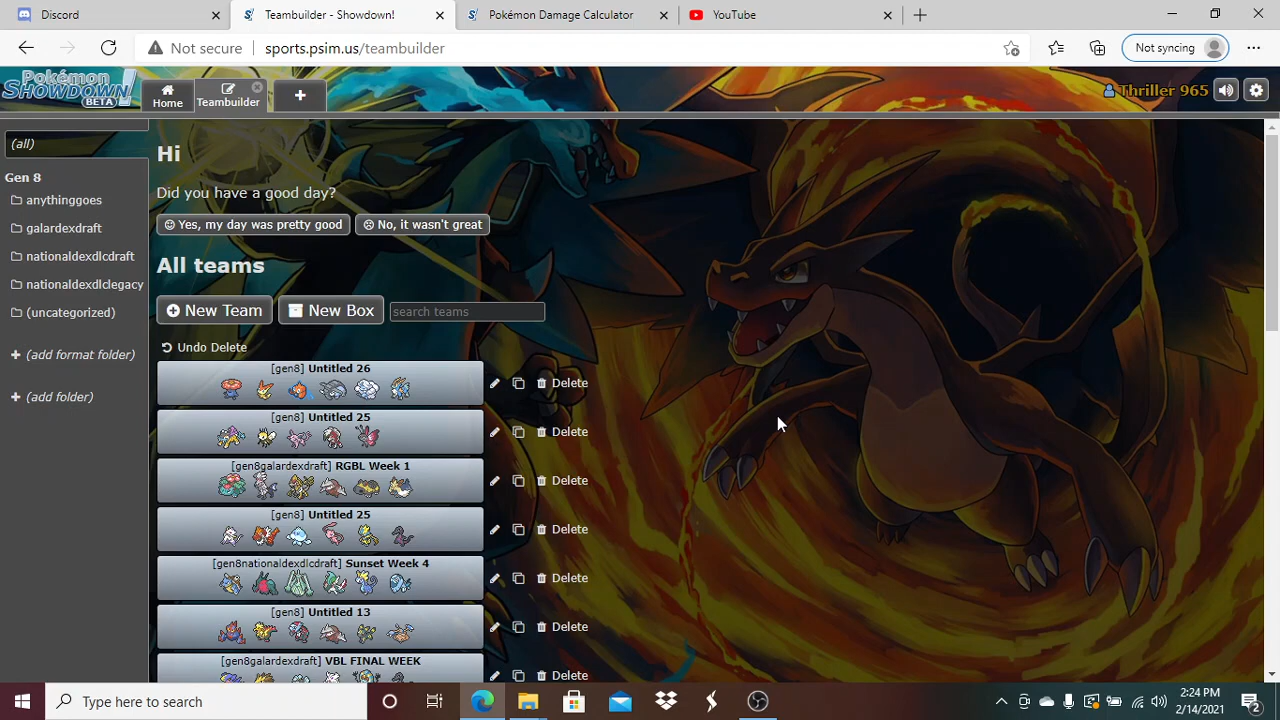 Discord
Teambuilder - Showdown!
Pokémon Damage Calculator
YouTube
Not secure
sports.psim.us/teambuilder
Not syncing
Pokémon
SHOWDOWN!
BETA
Home
Teambuilder
Thriller 965
(all)
Gen 8
anythinggoes
galardexdraft
nationaldexdlcdraft
nationaldexdlclegacy
(uncategorized)
(add format folder)
(add folder)
Hi
Did you have a good day?
Yes, my day was pretty good
No, it wasn't great
All teams
New Team
New Box
search teams
Undo Delete
[gen8] Untitled 26
Delete
[gen8] Untitled 25
Delete
[gen8galardexdraft] RGBL Week 1
Delete
[gen8] Untitled 25
Delete
[gen8nationaldexdlcdraft] Sunset Week 4
Delete
[gen8] Untitled 13
Delete
[gen8galardexdraft] VBL FINAL WEEK
Delete
Type here to search
2:24 PM
2/14/2021
2